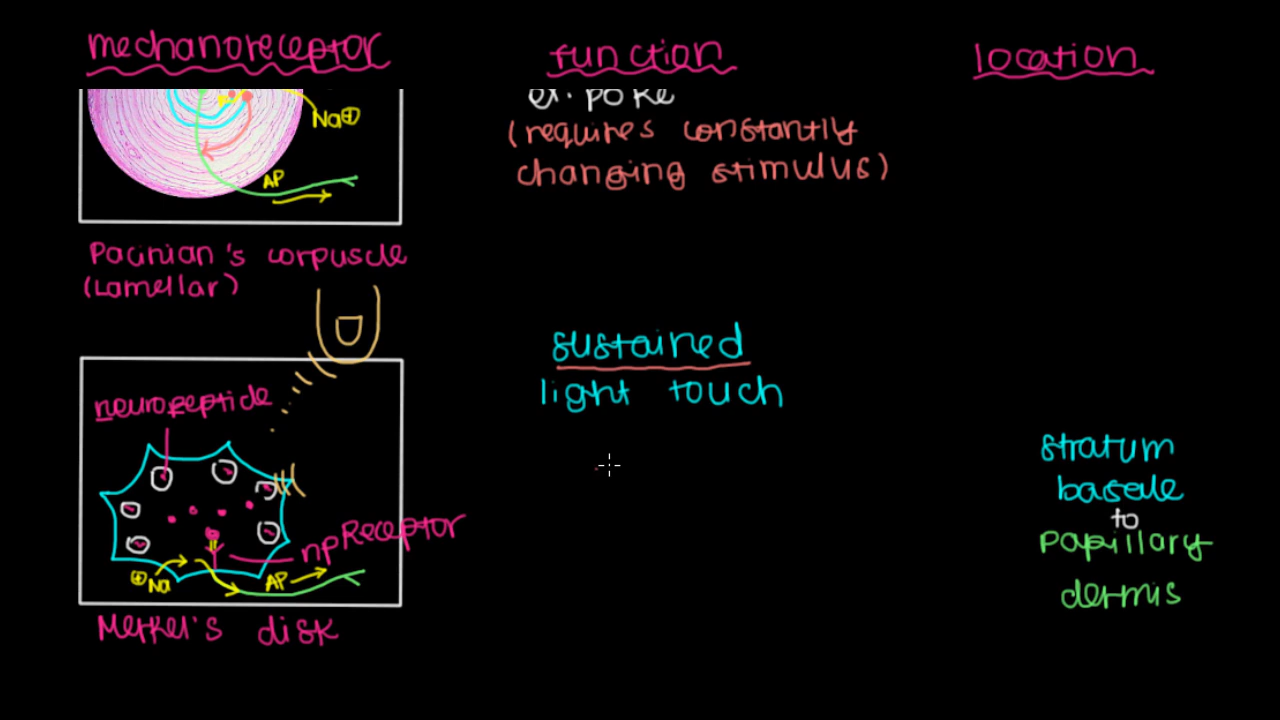 mechanoreceptor
function
location
ex. poke
(requires constantly
changing stimulus)
Na⊕
AP
Pacinian's corpuscle
(Lamellar)
sustained
light touch
neuropeptide
npReceptor
⊕Na
AP
Merkel's disk
stratum
basale
to
papillary
dermis